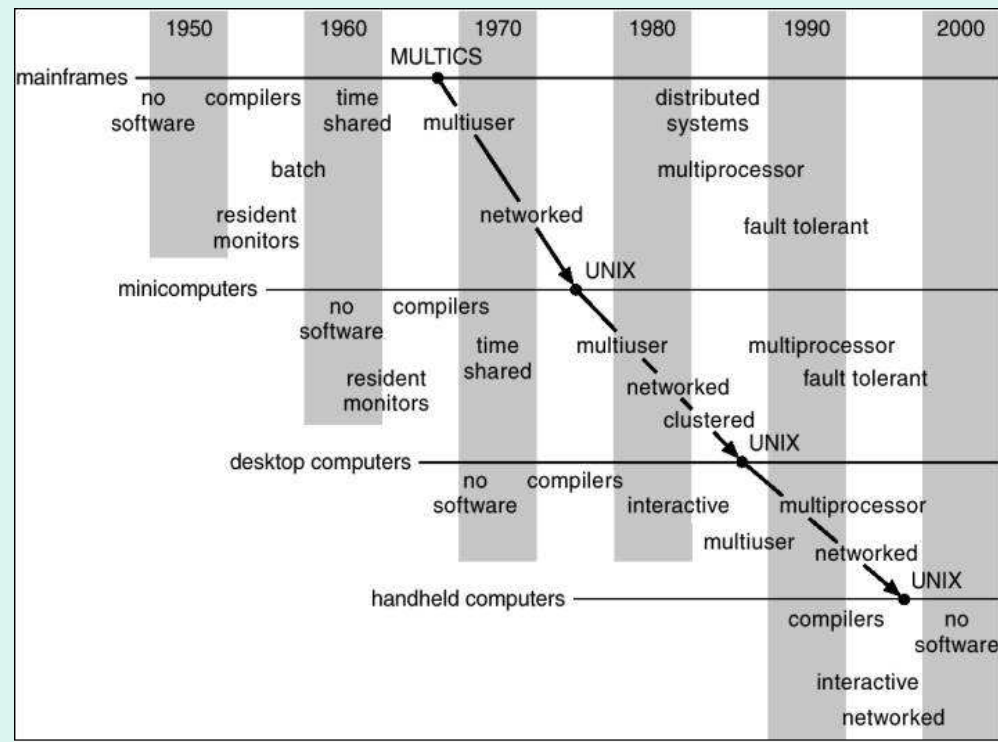 1950 1960 1970 1980 1990 2000
MULTICS
mainframes
no compilers time distributed
software shared multiuser systems
batch multiprocessor
resident networked
monitors fault tolerant
UNIX
minicomputers
no compilers
software
time multiuser multiprocessor
shared
resident networked fault tolerant
monitors
clustered
UNIX
desktop computers
no compilers
software interactive multiprocessor
multiuser
networked
UNIX
handheld computers
compilers no
software
interactive
networked